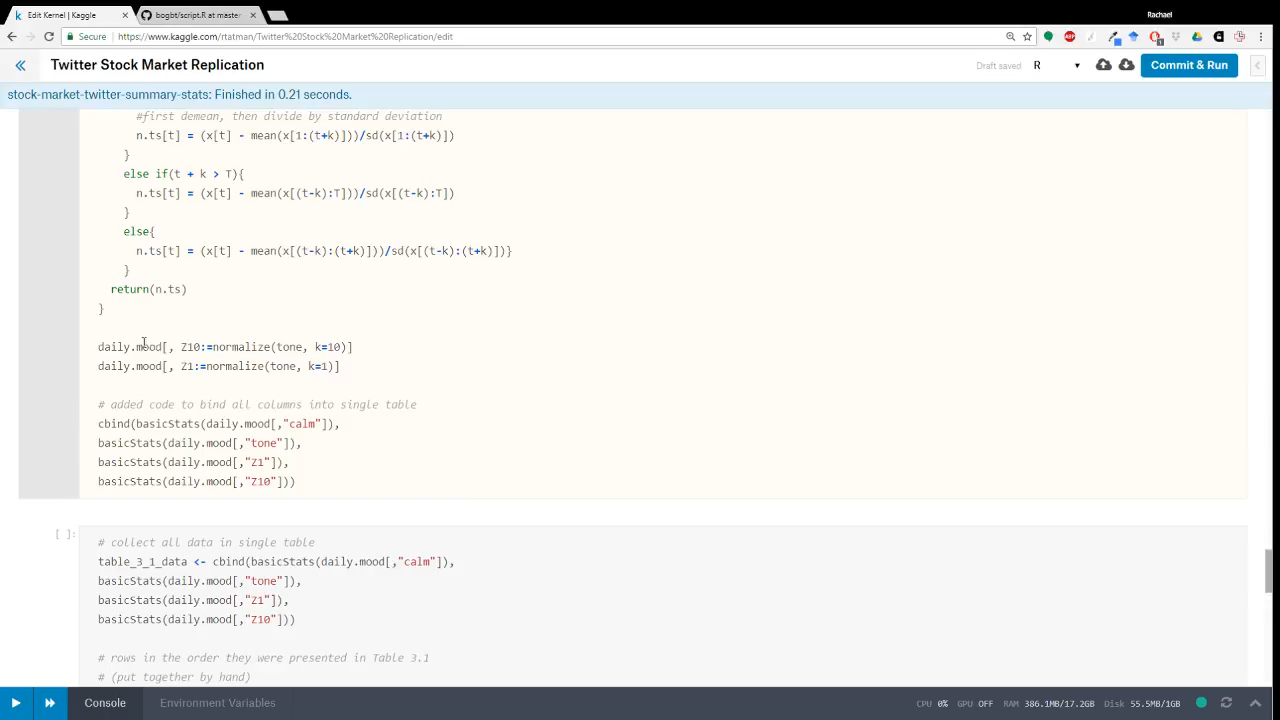 Edit Kernel | Kaggle
bogbt/script.R at master
Rachael
Secure
https://www.kaggle.com/rtatman/Twitter%20Stock%20Market%20Replication/edit
Twitter Stock Market Replication
Draft saved
R
Commit & Run
stock-market-twitter-summary-stats: Finished in 0.21 seconds.
#first demean, then divide by standard deviation
n.ts[t] = (x[t] - mean(x[1:(t+k)]))/sd(x[1:(t+k)])
}
else if(t + k > T){
n.ts[t] = (x[t] - mean(x[(t-k):T]))/sd(x[(t-k):T])
}
else{
n.ts[t] = (x[t] - mean(x[(t-k):(t+k)]))/sd(x[(t-k):(t+k)])}
}
return(n.ts)
}
daily.mood[, Z10:=normalize(tone, k=10)]
daily.mood[, Z1:=normalize(tone, k=1)]
# added code to bind all columns into single table
cbind(basicStats(daily.mood[,"calm"]),
basicStats(daily.mood[,"tone"]),
basicStats(daily.mood[,"Z1"]),
basicStats(daily.mood[,"Z10"]))
[ ]:
# collect all data in single table
table_3_1_data <- cbind(basicStats(daily.mood[,"calm"]),
basicStats(daily.mood[,"tone"]),
basicStats(daily.mood[,"Z1"]),
basicStats(daily.mood[,"Z10"]))
# rows in the order they were presented in Table 3.1
# (put together by hand)
Console
Environment Variables
CPU 0% GPU OFF RAM 386.1MB/17.2GB Disk 55.5MB/1GB